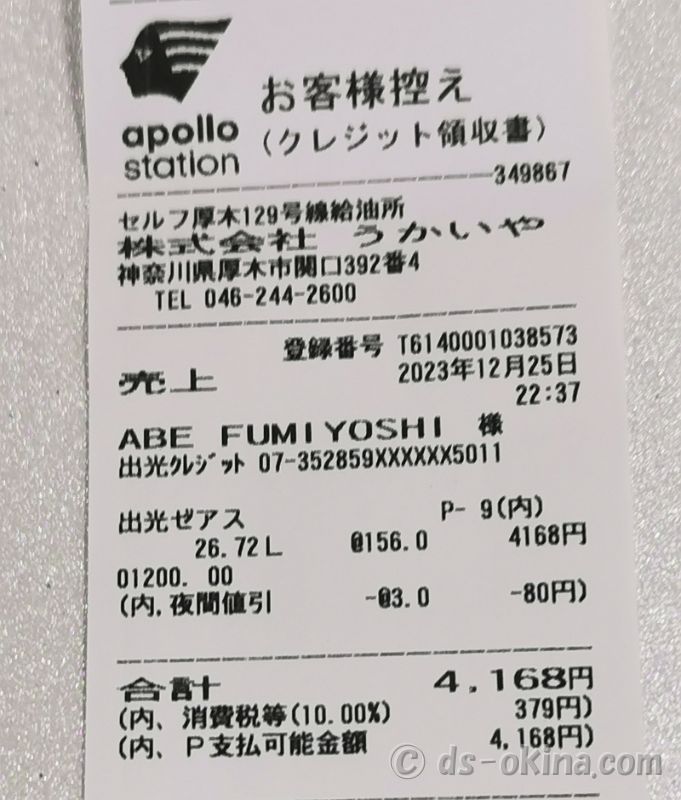 apollo
station
お客様控え
(クレジット領収書)
349867
セルフ厚木129号線給油所
株式会社 うかいや
神奈川県厚木市関口392番4
TEL 046-244-2600
登録番号 T6140001038573
売上 2023年12月25日
22:37
ABE FUMIYOSHI 様
出光クレジット 07-352859XXXXXX5011
出光ゼアス P- 9(内)
26.72L @156.0 4168円
01200. 00
(内,夜間値引 -@3.0 -80円)
合計 4,168円
(内、消費税等(10.00%) 379円)
(内、P支払可能金額 4,168円)
© ds-okina.com